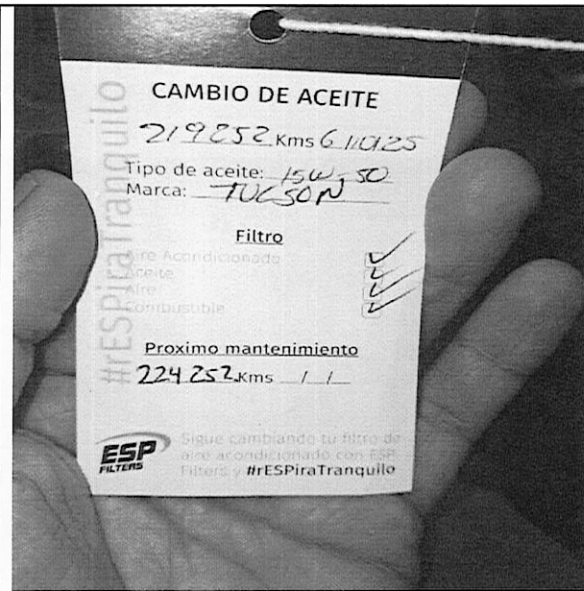 #rESPiraTranquilo
CAMBIO DE ACEITE
219252 Kms 6/10/25
Tipo de aceite: 15W-50
Marca: TUCSON
Filtro
Aire Acondicionado ✓
Aceite ✓
Aire ✓
Combustible ✓
Proximo mantenimiento
224252 Kms / /
ESP
FILTERS
Sigue cambiando tu filtro de
aire acondicionado con ESP
Filters y #rESPiraTranquilo